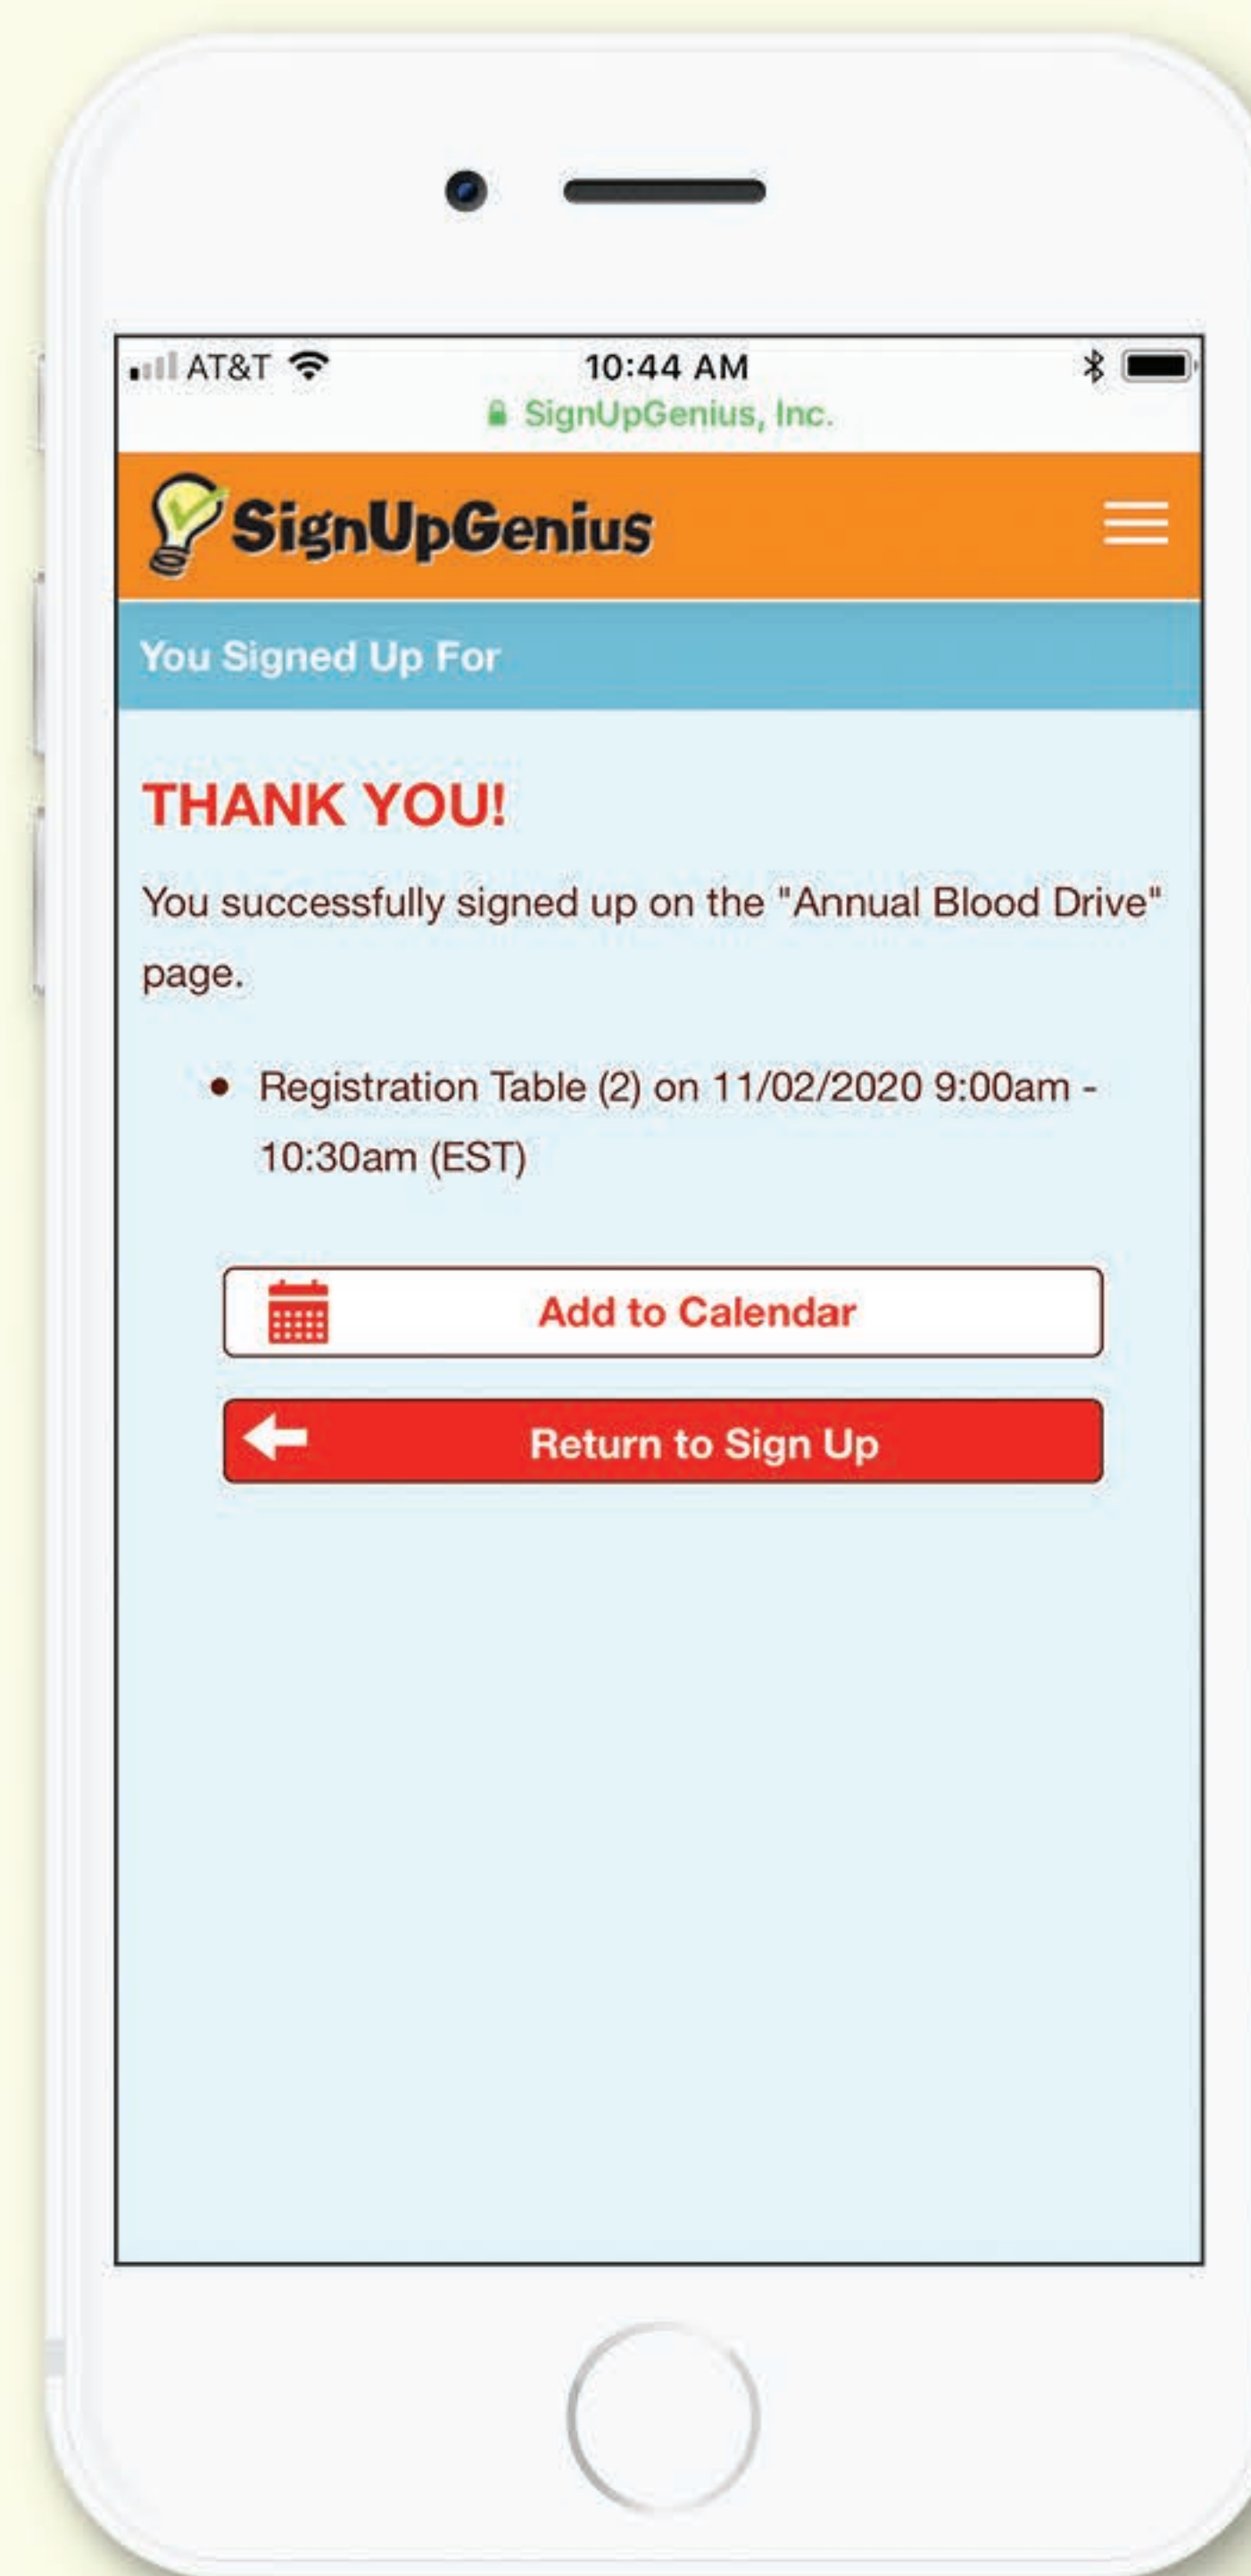 AT&T 10:44 AM
SignUpGenius, Inc.
SignUpGenius
You Signed Up For
THANK YOU!
You successfully signed up on the "Annual Blood Drive"
page.
• Registration Table (2) on 11/02/2020 9:00am -
10:30am (EST)
Add to Calendar
Return to Sign Up